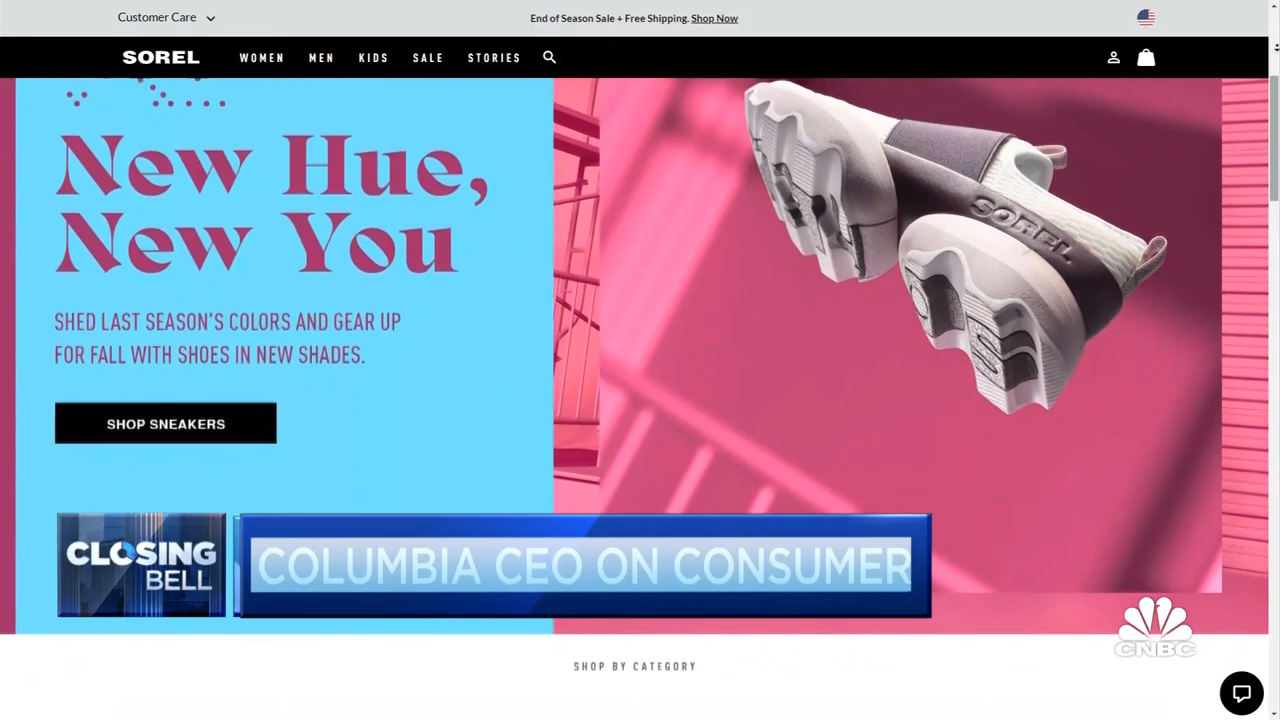 Customer Care
End of Season Sale + Free Shipping. Shop Now
SOREL
WOMEN MEN KIDS SALE STORIES
New Hue,
New You
SHED LAST SEASON'S COLORS AND GEAR UP
FOR FALL WITH SHOES IN NEW SHADES.
SHOP SNEAKERS
SOREL
CLOSING
BELL
COLUMBIA CEO ON CONSUMER
CNBC
SHOP BY CATEGORY